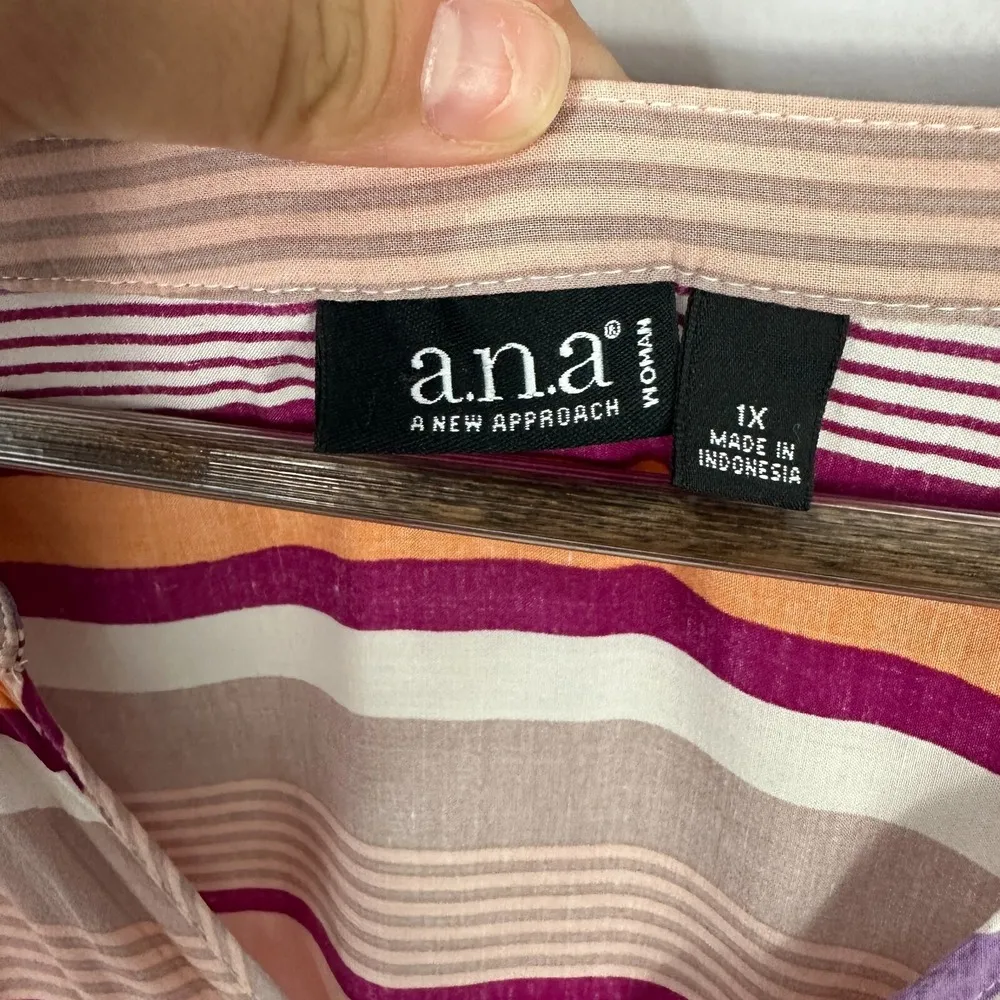 a.n.a®
WOMAN
A NEW APPROACH
1X
MADE IN
INDONESIA